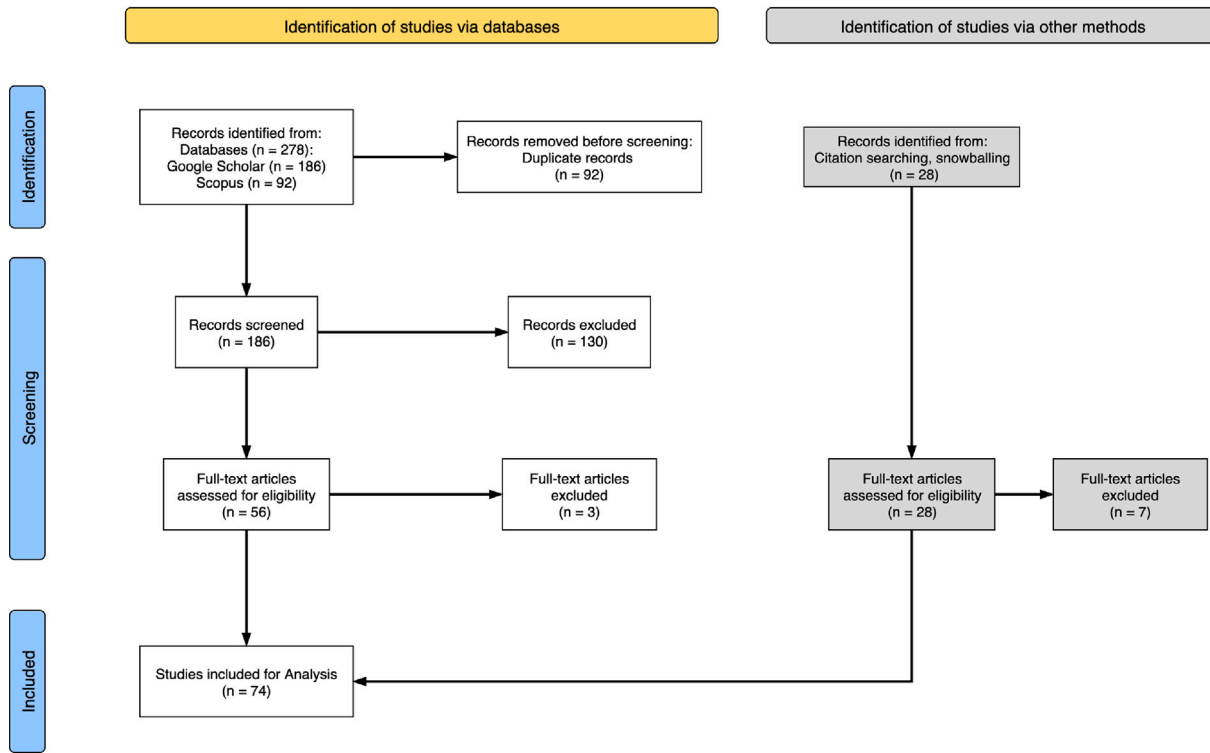 Identification of studies via databases
Identification of studies via other methods
Identification
Records identified from:
Databases (n = 278):
Google Scholar (n = 186)
Scopus (n = 92)
Records removed before screening:
Duplicate records
(n = 92)
Records identified from:
Citation searching, snowballing
(n = 28)
Screening
Records screened
(n = 186)
Records excluded
(n = 130)
Full-text articles
assessed for eligibility
(n = 56)
Full-text articles
excluded
(n = 3)
Full-text articles
assessed for eligibility
(n = 28)
Full-text articles
excluded
(n = 7)
Included
Studies included for Analysis
(n = 74)